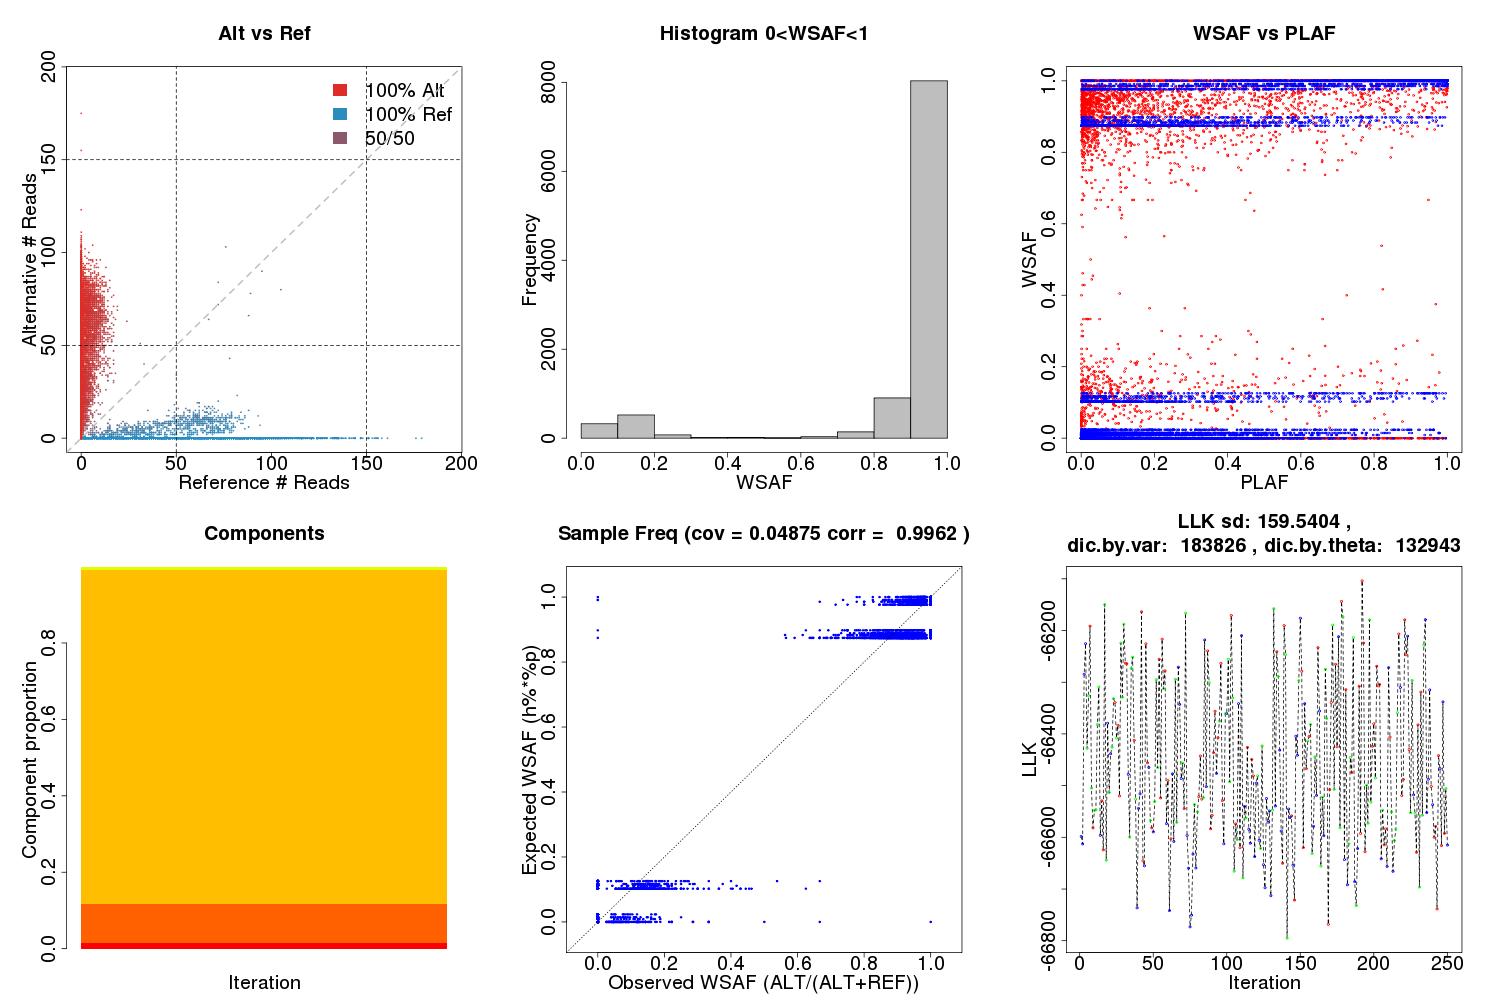 Alt vs Ref
Alternative # Reads
200
150
100
50
0
100% Alt
100% Ref
50/50
0 50 100 150 200
Reference # Reads
Histogram 0<WSAF<1
Frequency
8000
6000
4000
2000
0
0.0 0.2 0.4 0.6 0.8 1.0
WSAF
WSAF vs PLAF
WSAF
1.0
0.8
0.6
0.4
0.2
0.0
0.0 0.2 0.4 0.6 0.8 1.0
PLAF
Components
Component proportion
0.8
0.6
0.4
0.2
0.0
Iteration
Sample Freq (cov = 0.04875 corr = 0.9962 )
Expected WSAF (h%*%p)
1.0
0.8
0.6
0.4
0.2
0.0
0.0 0.2 0.4 0.6 0.8 1.0
Observed WSAF (ALT/(ALT+REF))
LLK sd: 159.5404 ,
dic.by.var: 183826 , dic.by.theta: 132943
LLK
-66200
-66400
-66600
-66800
0 50 100 150 200 250
Iteration